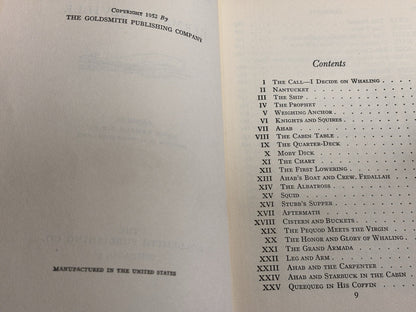 Copyright 1952 By
THE GOLDSMITH PUBLISHING COMPANY
MANUFACTURED IN THE UNITED STATES
Contents
I The Call—I Decide on Whaling
II Nantucket
III The Ship
IV The Prophet
V Weighing Anchor
VI Knights and Squires
VII Ahab
VIII The Cabin Table
IX The Quarter-Deck
X Moby Dick
XI The Chart
XII The First Lowering
XIII Ahab's Boat and Crew, Fedallah
XIV The Albatross
XV Squid
XVI Stubb's Supper
XVII Aftermath
XVIII Cistern and Buckets
XIX The Pequod Meets the Virgin
XX The Honor and Glory of Whaling
XXI The Grand Armada
XXII Leg and Arm
XXIII Ahab and the Carpenter
XXIV Ahab and Starbuck in the Cabin
XXV Queequeg in His Coffin
9